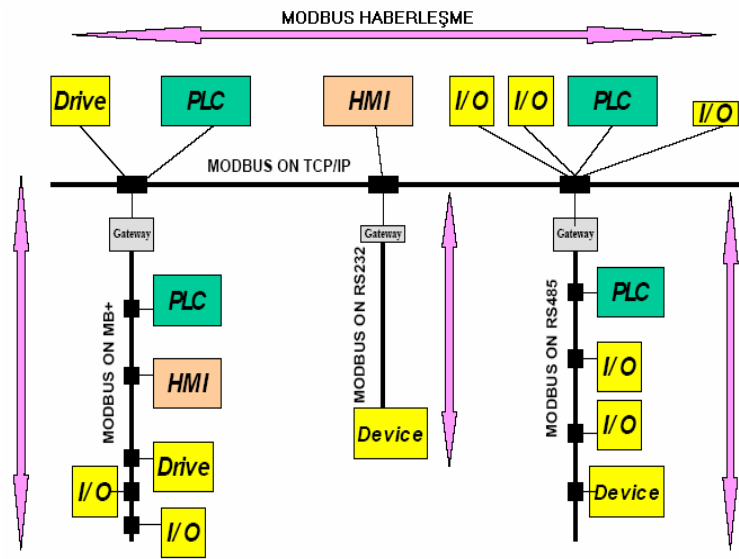 MODBUS HABERLEŞME
Drive
PLC
HMI
I/O
I/O
PLC
I/O
MODBUS ON TCP/IP
Gateway
Gateway
Gateway
MODBUS ON MB+
PLC
HMI
Drive
I/O
I/O
MODBUS ON RS232
Device
MODBUS ON RS485
PLC
I/O
I/O
Device